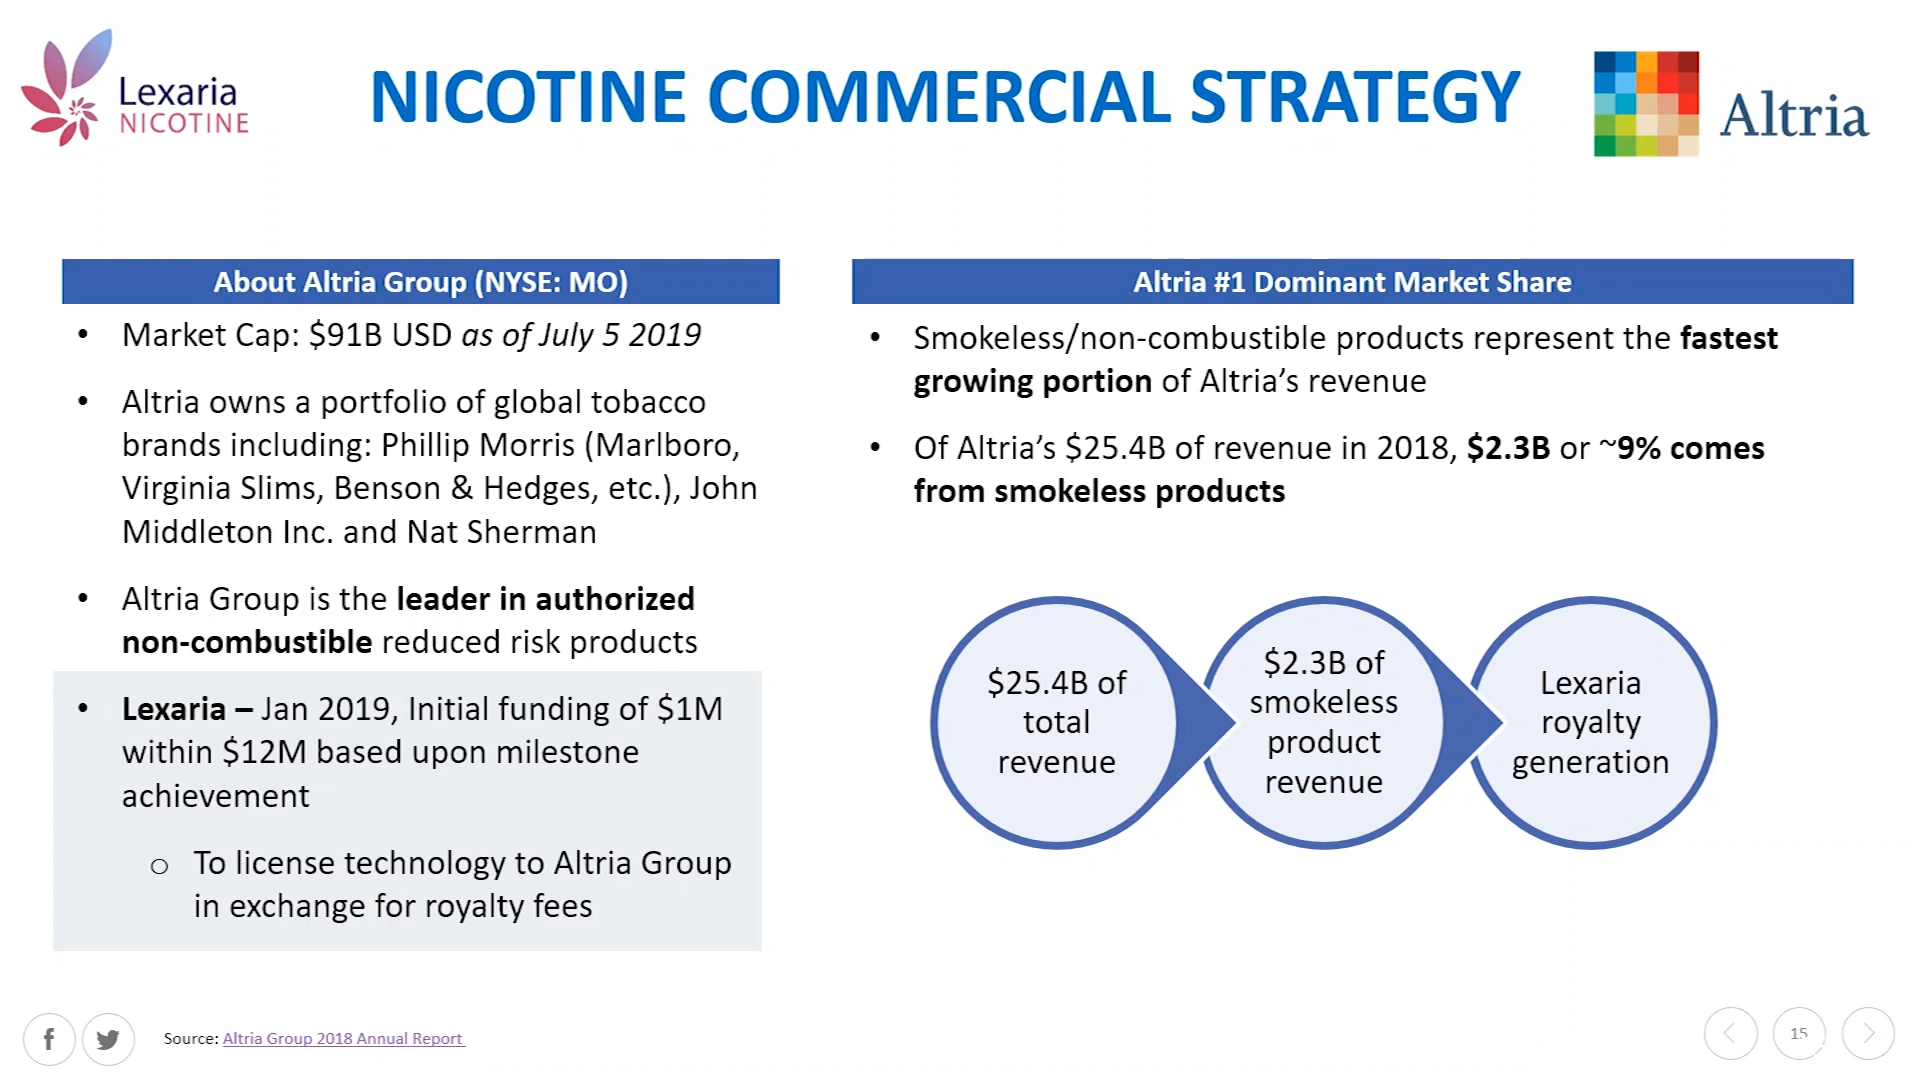 Lexaria
NICOTINE
NICOTINE COMMERCIAL STRATEGY
Altria
About Altria Group (NYSE: MO)
• Market Cap: $91B USD as of July 5 2019
• Altria owns a portfolio of global tobacco
brands including: Phillip Morris (Marlboro,
Virginia Slims, Benson & Hedges, etc.), John
Middleton Inc. and Nat Sherman
• Altria Group is the leader in authorized
non-combustible reduced risk products
• Lexaria – Jan 2019, Initial funding of $1M
within $12M based upon milestone
achievement
o To license technology to Altria Group
in exchange for royalty fees
Altria #1 Dominant Market Share
• Smokeless/non-combustible products represent the fastest
growing portion of Altria’s revenue
• Of Altria’s $25.4B of revenue in 2018, $2.3B or ~9% comes
from smokeless products
$25.4B of
total
revenue
$2.3B of
smokeless
product
revenue
Lexaria
royalty
generation
Source: Altria Group 2018 Annual Report
15